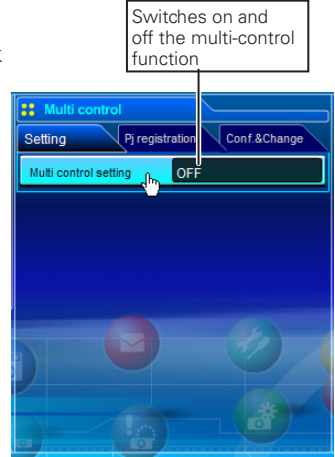 Switches on and
off the multi-control
function
Multi control
Setting Pj registration Conf.&Change
Multi control setting OFF